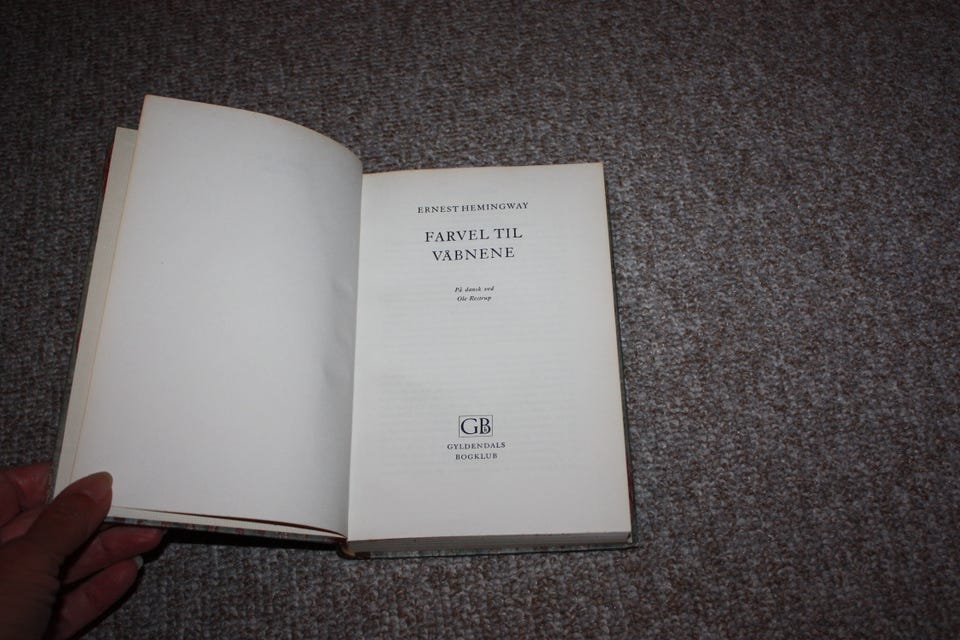 ERNEST HEMINGWAY
FARVEL TIL
VÅBNENE
På dansk ved
Ole Restrup
GB
GYLDENDALS
BOGKLUB